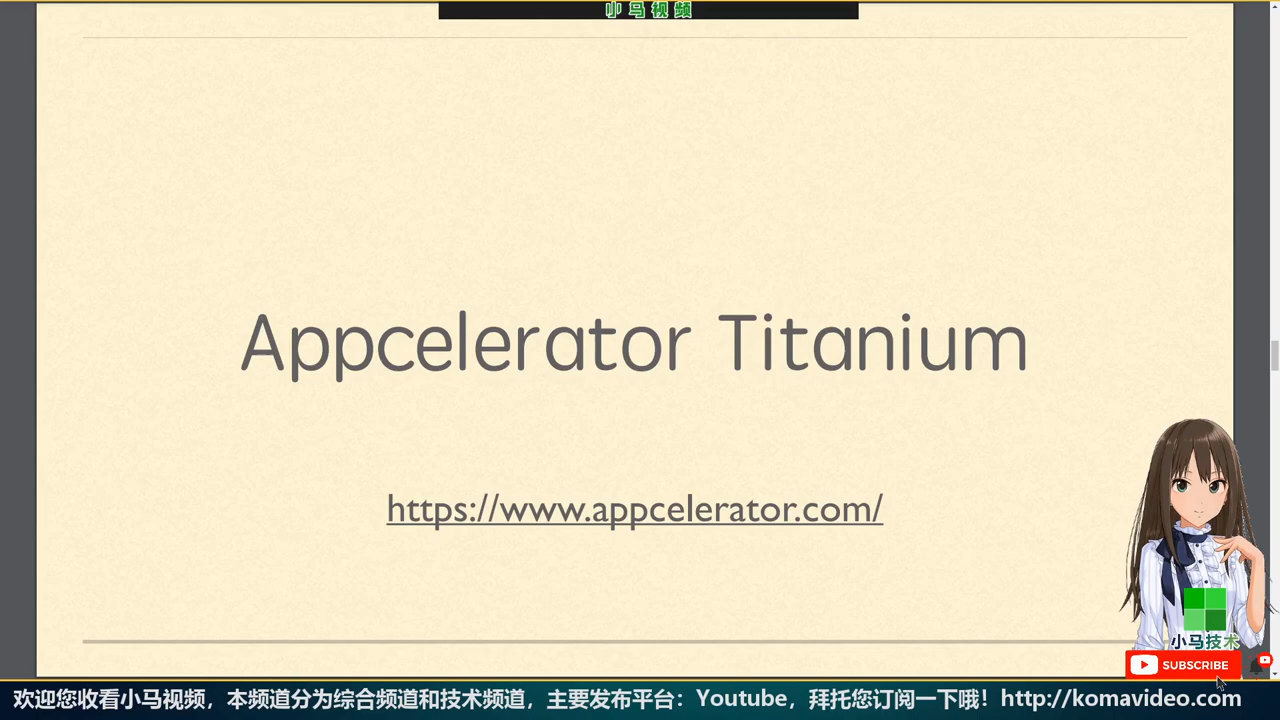 小马视频
Appcelerator Titanium
https://www.appcelerator.com/
小马技术
SUBSCRIBE
欢迎您收看小马视频，本频道分为综合频道和技术频道，主要发布平台：Youtube，拜托您订阅一下哦！http://komavideo.com